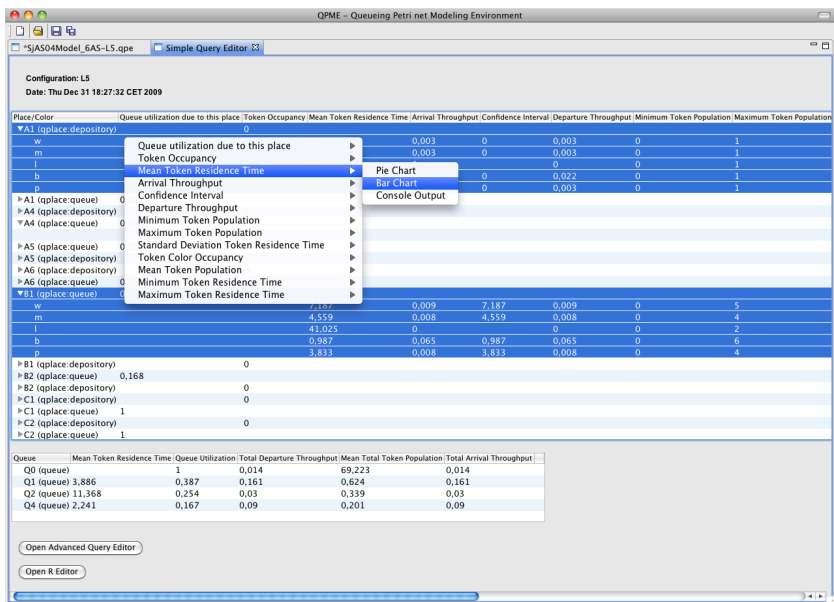 QPME - Queueing Petri net Modeling Environment
*SjAS04Model_6AS-L5.qpe Simple Query Editor
Configuration: L5
Date: Thu Dec 31 18:27:32 CET 2009
Place/Color Queue utilization due to this place Token Occupancy Mean Token Residence Time Arrival Throughput Confidence Interval Departure Throughput Minimum Token Population Maximum Token Population
A1 (qplace:depository) 0
w 0,003 0 0,003 0 1
m 0,003 0 0,003 0 1
l 0 0
b 0 0,022 0 1
p 0 0,003 0 1
A1 (qplace:queue) 0
A4 (qplace:depository)
A4 (qplace:queue) 0
A5 (qplace:queue) 0
A5 (qplace:depository)
A6 (qplace:depository)
A6 (qplace:queue) 0
B1 (qplace:queue) 0
w 7,187 0,009 7,187 0,009 0 5
m 4,559 0,008 4,559 0,008 0 4
l 41,025 0 0 0 2
b 0,987 0,065 0,987 0,065 0 6
p 3,833 0,008 3,833 0,008 0 4
B1 (qplace:depository) 0
B2 (qplace:queue) 0,168
B2 (qplace:depository) 0
C1 (qplace:depository) 0
C1 (qplace:queue) 1
C2 (qplace:depository) 0
C2 (qplace:queue) 1
Queue utilization due to this place
Token Occupancy
Mean Token Residence Time
Arrival Throughput
Confidence Interval
Departure Throughput
Minimum Token Population
Maximum Token Population
Standard Deviation Token Residence Time
Token Color Occupancy
Mean Token Population
Minimum Token Residence Time
Maximum Token Residence Time
Pie Chart
Bar Chart
Console Output
Queue Mean Token Residence Time Queue Utilization Total Departure Throughput Mean Total Token Population Total Arrival Throughput
Q0 (queue) 1 0,014 69,223 0,014
Q1 (queue) 3,886 0,387 0,161 0,624 0,161
Q2 (queue) 11,368 0,254 0,03 0,339 0,03
Q4 (queue) 2,241 0,167 0,09 0,201 0,09
Open Advanced Query Editor
Open R Editor